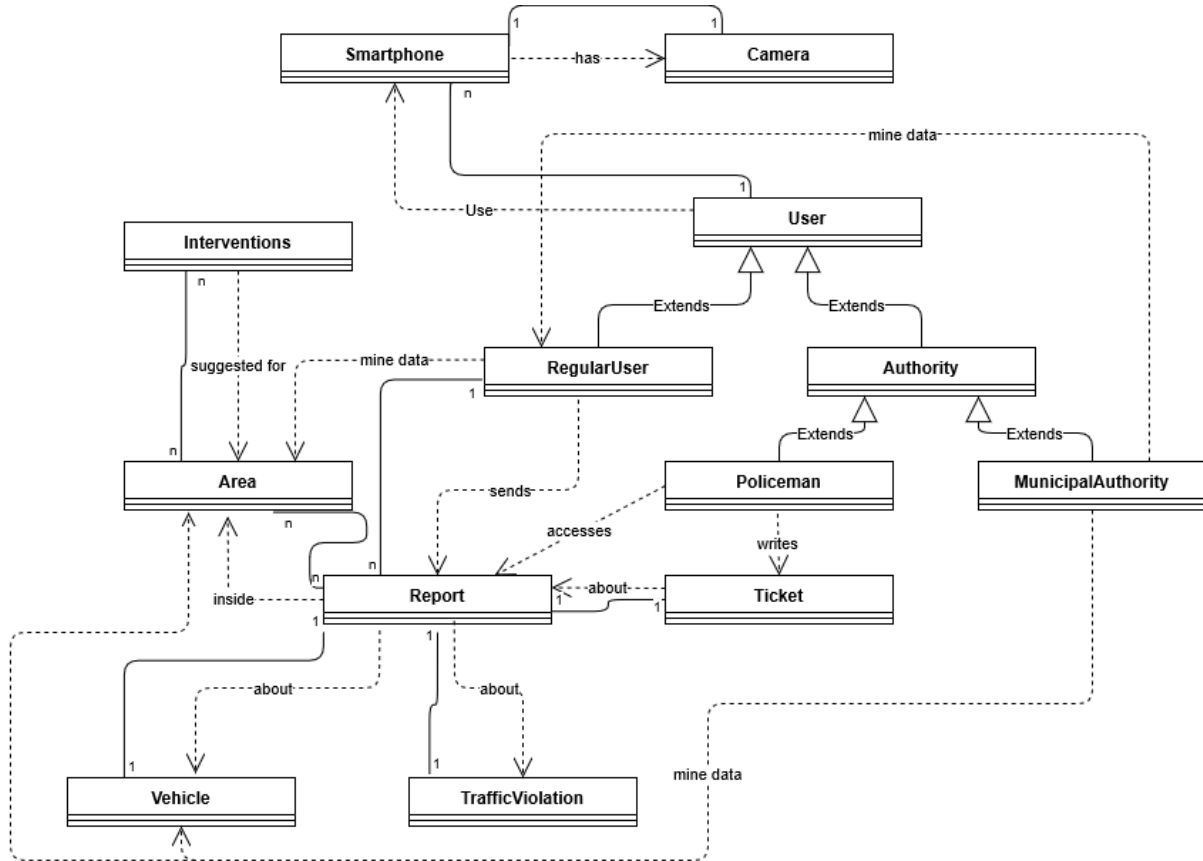 1
1
Smartphone
has
Camera
n
mine data
1
Use
User
Interventions
n
Extends
Extends
suggested for
mine data
RegularUser
Authority
1
Extends
Extends
n
Area
sends
Policeman
MunicipalAuthority
n
accesses
writes
n
n
Report
about
Ticket
inside
1
1
1
1
about
about
1
1
mine data
Vehicle
TrafficViolation